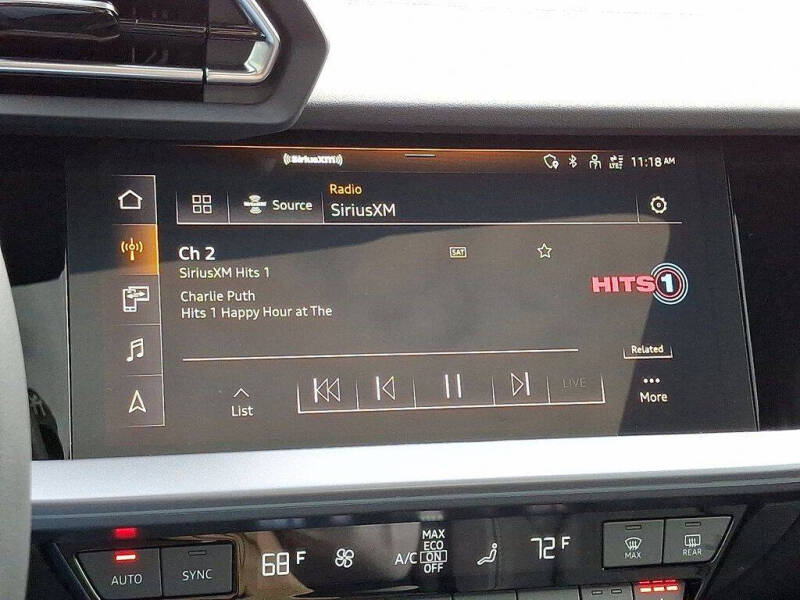 SiriusXM
LTE
11:18 AM
Source
Radio
SiriusXM
Ch 2
SAT
SiriusXM Hits 1
Charlie Puth
Hits 1 Happy Hour at The
HITS 1
Related
List
LIVE
More
AUTO
SYNC
68 F
A/C
MAX
ECO
ON
OFF
72 F
MAX
REAR